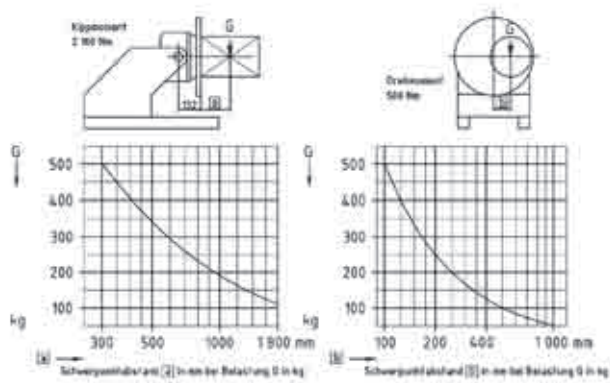 Kippmoment
2 160 Nm
G
132 a
Drehmoment
500 Nm
G
b
G
500
400
300
200
100
kg
300 500 1000 1 800 mm
a
Schwerpunktabstand a in mm bei Belastung G in kg
G
500
400
300
200
100
kg
100 200 400 1 000 mm
b
Schwerpunktabstand b in mm bei Belastung G in kg